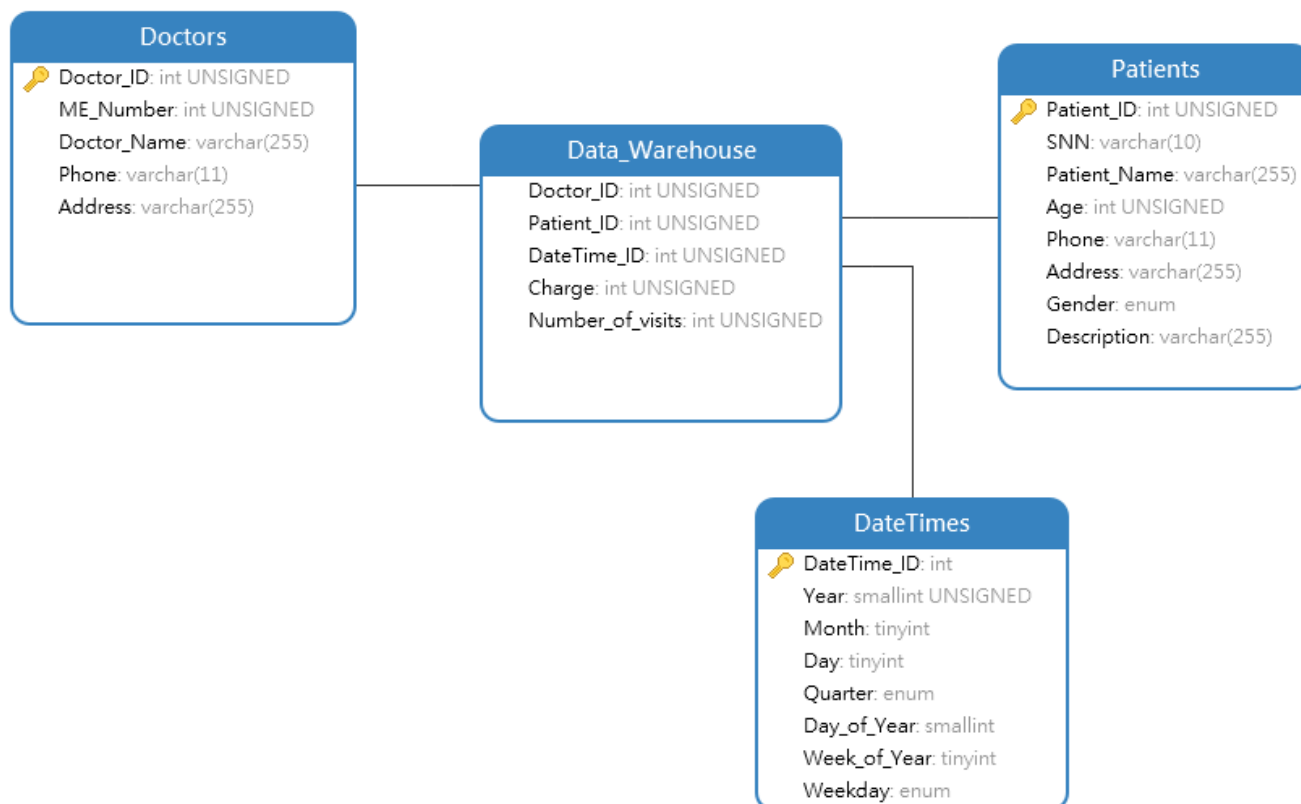 Doctors
Doctor_ID: int UNSIGNED
ME_Number: int UNSIGNED
Doctor_Name: varchar(255)
Phone: varchar(11)
Address: varchar(255)
Data_Warehouse
Doctor_ID: int UNSIGNED
Patient_ID: int UNSIGNED
DateTime_ID: int UNSIGNED
Charge: int UNSIGNED
Number_of_visits: int UNSIGNED
Patients
Patient_ID: int UNSIGNED
SNN: varchar(10)
Patient_Name: varchar(255)
Age: int UNSIGNED
Phone: varchar(11)
Address: varchar(255)
Gender: enum
Description: varchar(255)
DateTimes
DateTime_ID: int
Year: smallint UNSIGNED
Month: tinyint
Day: tinyint
Quarter: enum
Day_of_Year: smallint
Week_of_Year: tinyint
Weekday: enum